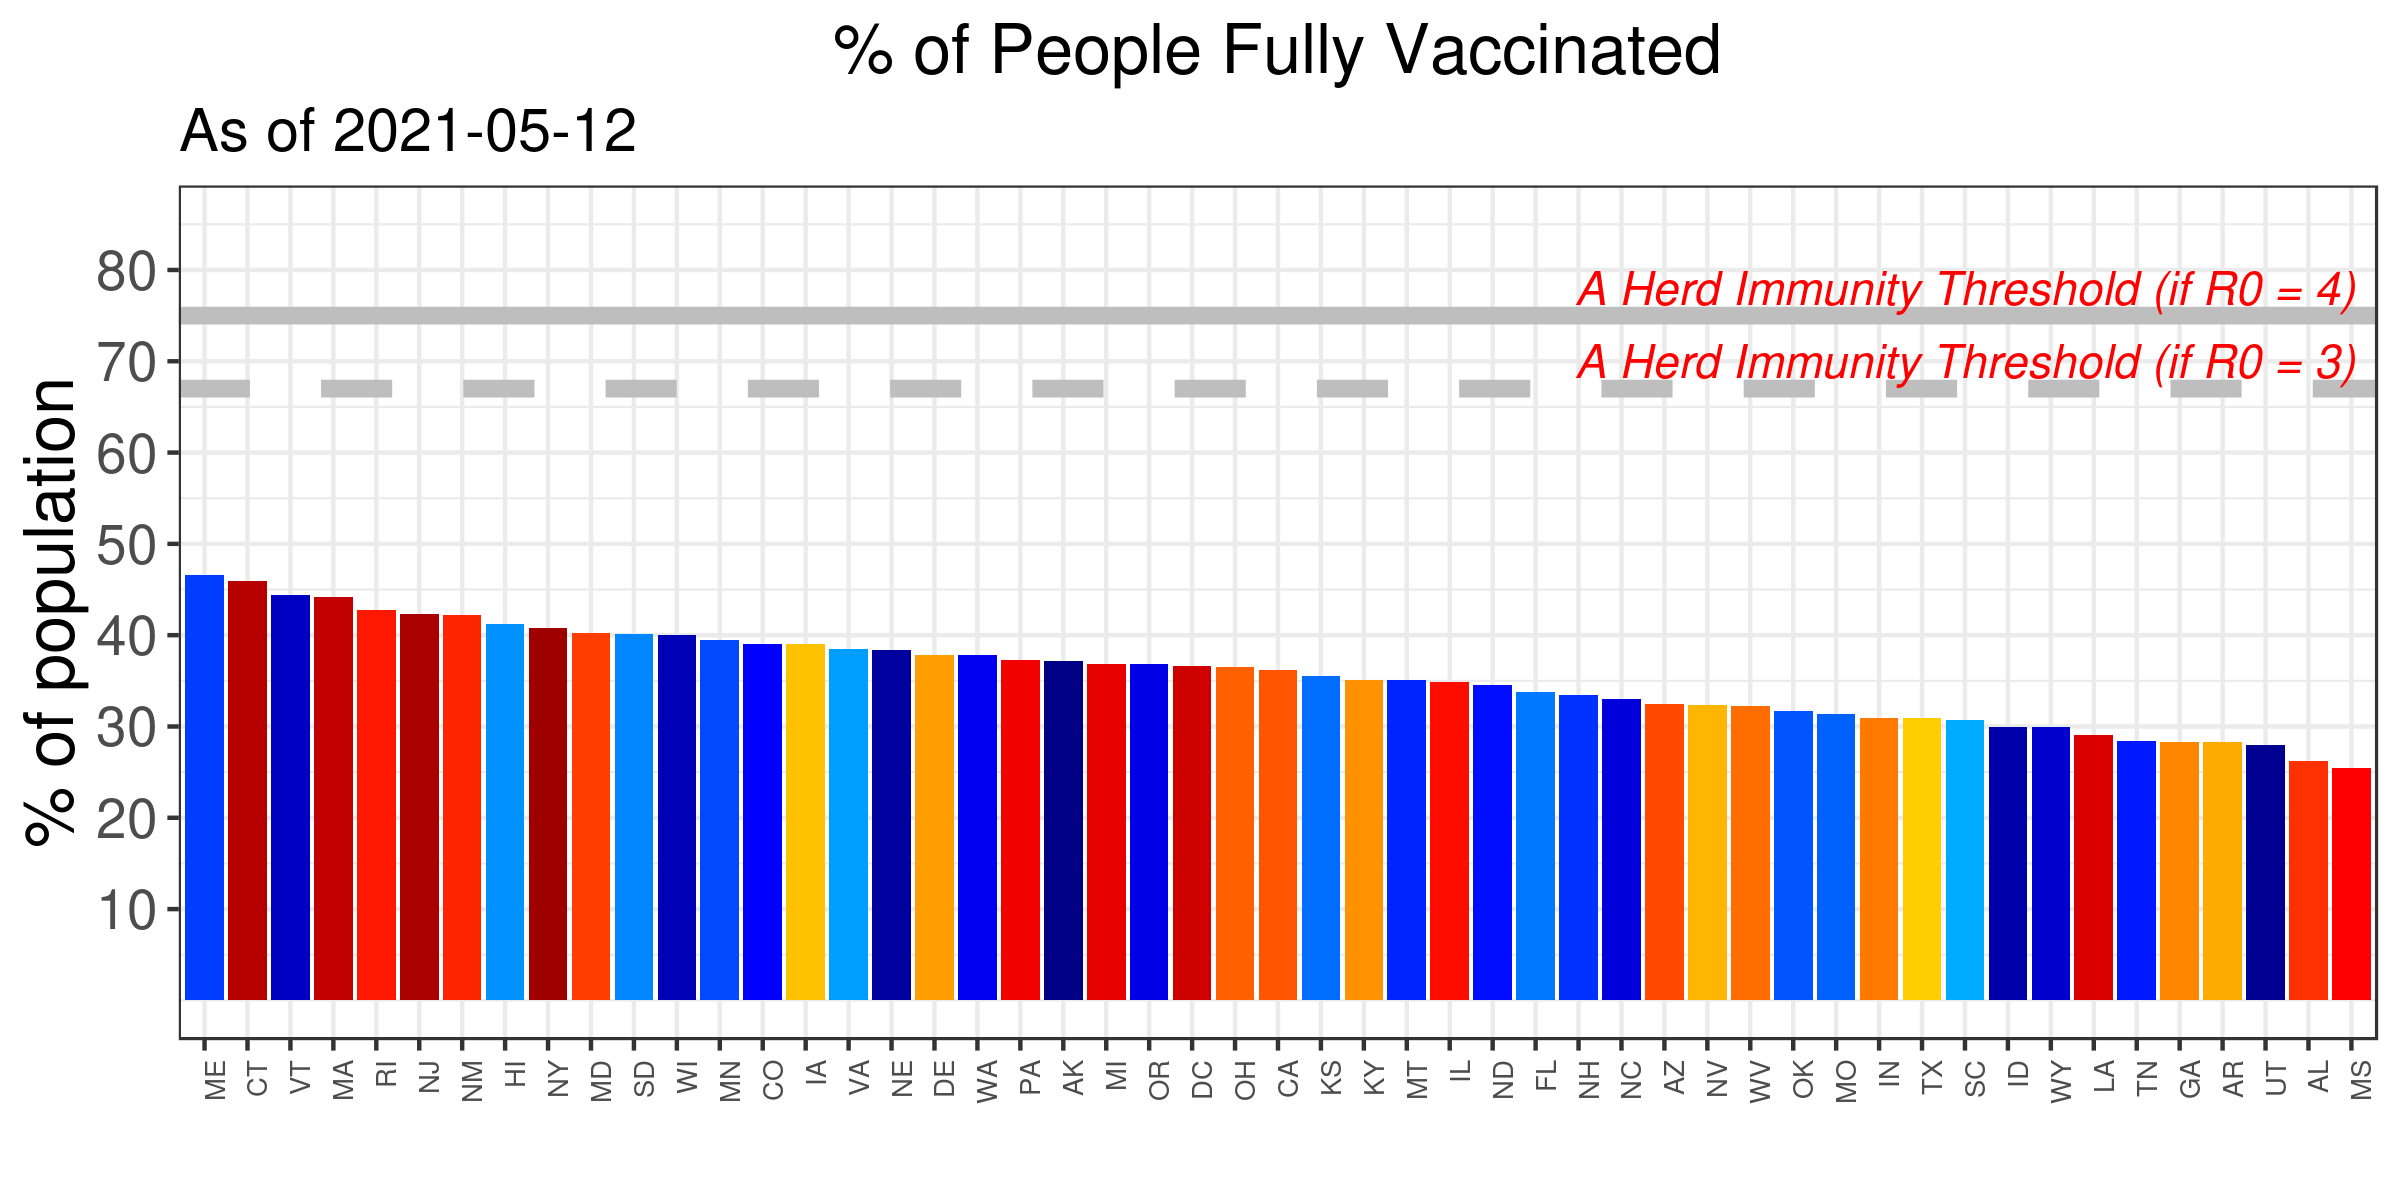 % of People Fully Vaccinated
As of 2021-05-12
% of population
80
70
60
50
40
30
20
10
A Herd Immunity Threshold (if R0 = 4)
A Herd Immunity Threshold (if R0 = 3)
ME CT VT MA RI NJ NM HI NY MD SD WI MN CO IA VA NE DE WA PA AK MI OR DC OH CA KS KY MT IL ND FL NH NC AZ NV WV OK MO IN TX SC ID WY LA TN GA AR UT AL MS